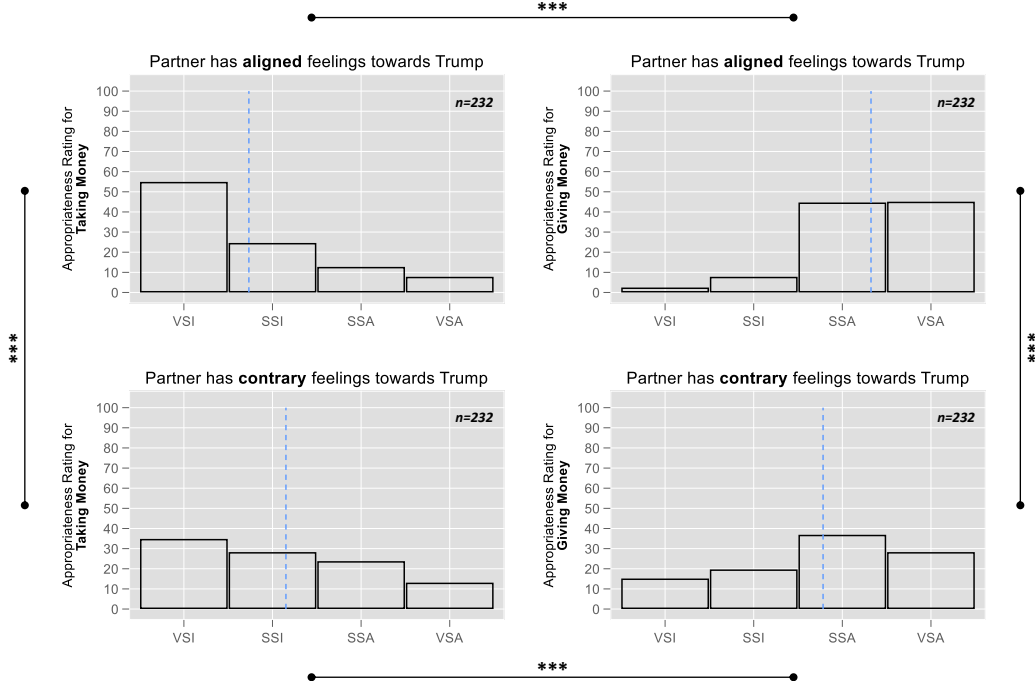 ***
Partner has aligned feelings towards Trump
n=232
Appropriateness Rating for
Taking Money
100
90
80
70
60
50
40
30
20
10
0
VSI SSI SSA VSA
Partner has aligned feelings towards Trump
n=232
Appropriateness Rating for
Giving Money
100
90
80
70
60
50
40
30
20
10
0
VSI SSI SSA VSA
***
***
Partner has contrary feelings towards Trump
n=232
Appropriateness Rating for
Taking Money
100
90
80
70
60
50
40
30
20
10
0
VSI SSI SSA VSA
Partner has contrary feelings towards Trump
n=232
Appropriateness Rating for
Giving Money
100
90
80
70
60
50
40
30
20
10
0
VSI SSI SSA VSA
***